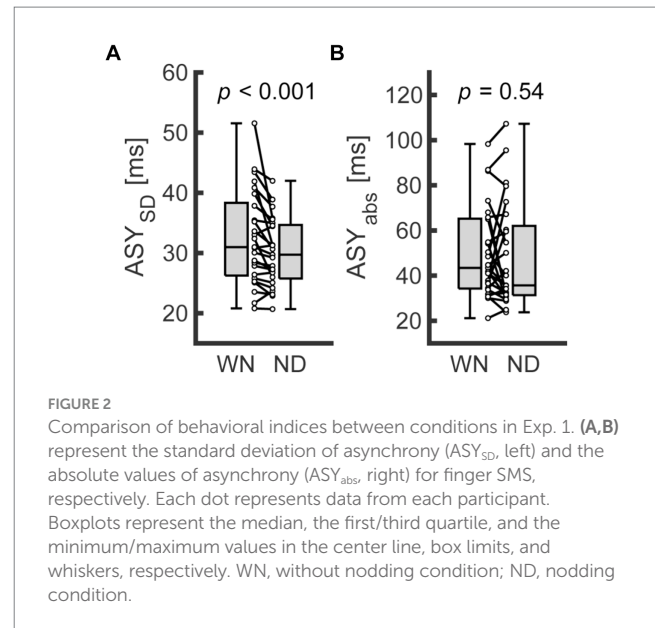 A
B
60
50
40
30
20
ASY SD [ms]
p < 0.001
WN ND
120
100
80
60
40
20
ASY abs [ms]
p = 0.54
WN ND
FIGURE 2
Comparison of behavioral indices between conditions in Exp. 1. (A,B)
represent the standard deviation of asynchrony (ASYSD, left) and the
absolute values of asynchrony (ASYabs, right) for finger SMS,
respectively. Each dot represents data from each participant.
Boxplots represent the median, the first/third quartile, and the
minimum/maximum values in the center line, box limits, and
whiskers, respectively. WN, without nodding condition; ND, nodding
condition.